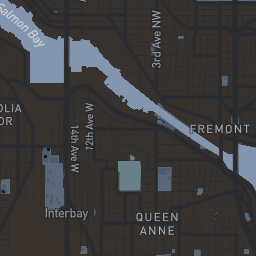 Salmon Bay
3rd Ave NW
OLIA
OR
12th Ave W
14th Ave W
FREMONT
Interbay
QUEEN
ANNE